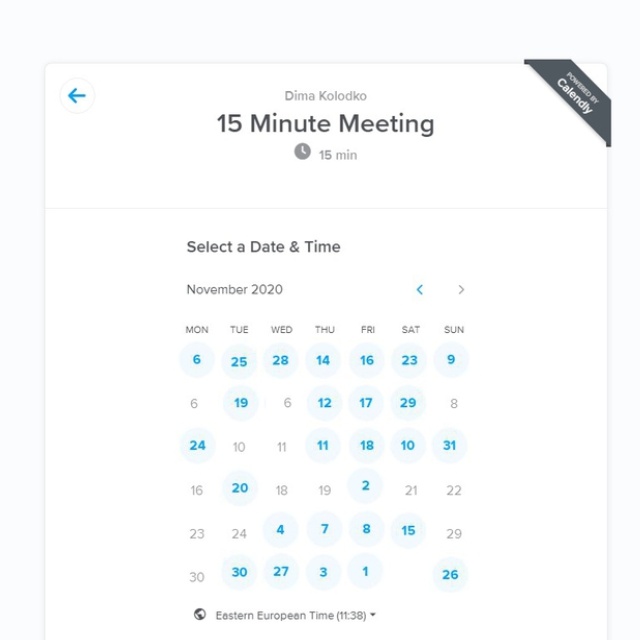 POWERED BY
Calendly
Dima Kolodko
15 Minute Meeting
15 min
Select a Date & Time
November 2020
MON TUE WED THU FRI SAT SUN
6 25 28 14 16 23 9
6 19 6 12 17 29 8
24 10 11 11 18 10 31
16 20 18 19 2 21 22
23 24 4 7 8 15 29
30 30 27 3 1 26
Eastern European Time (11:38)